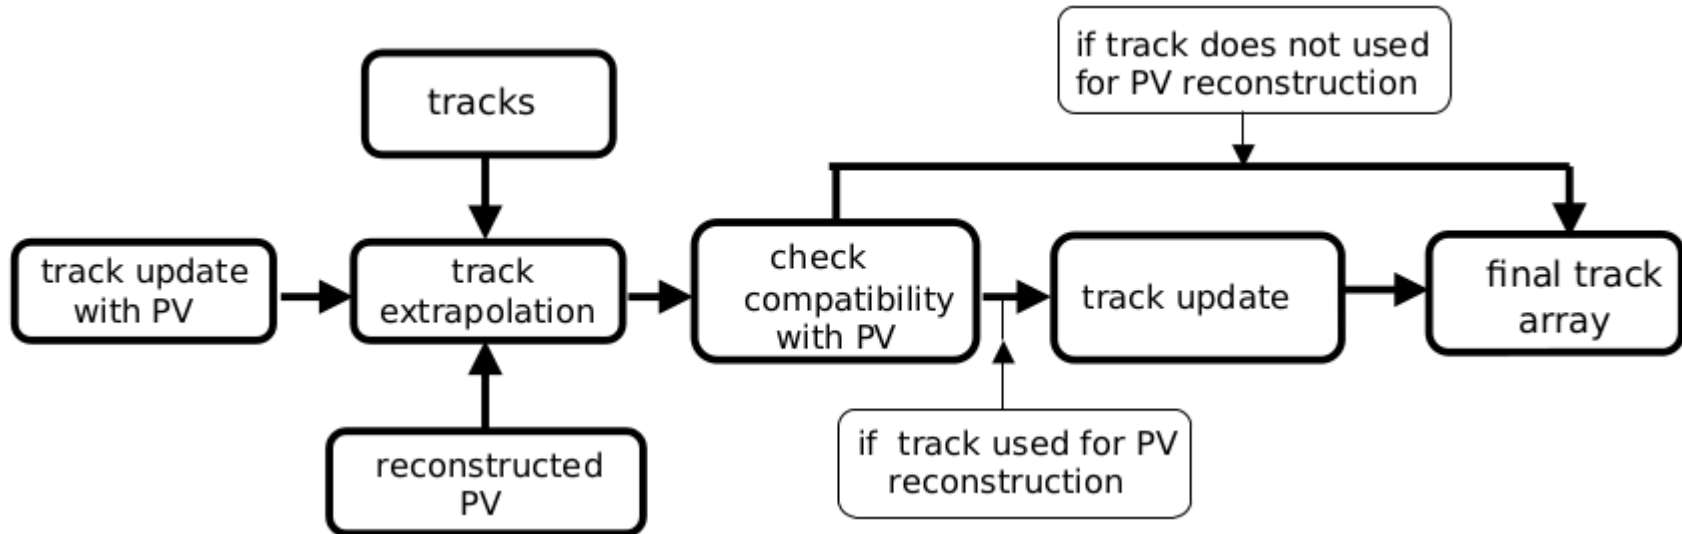 if track does not used
for PV reconstruction
tracks
track update
with PV
track
extrapolation
check
compatibility
with PV
track update
final track
array
reconstructed
PV
if track used for PV
reconstruction